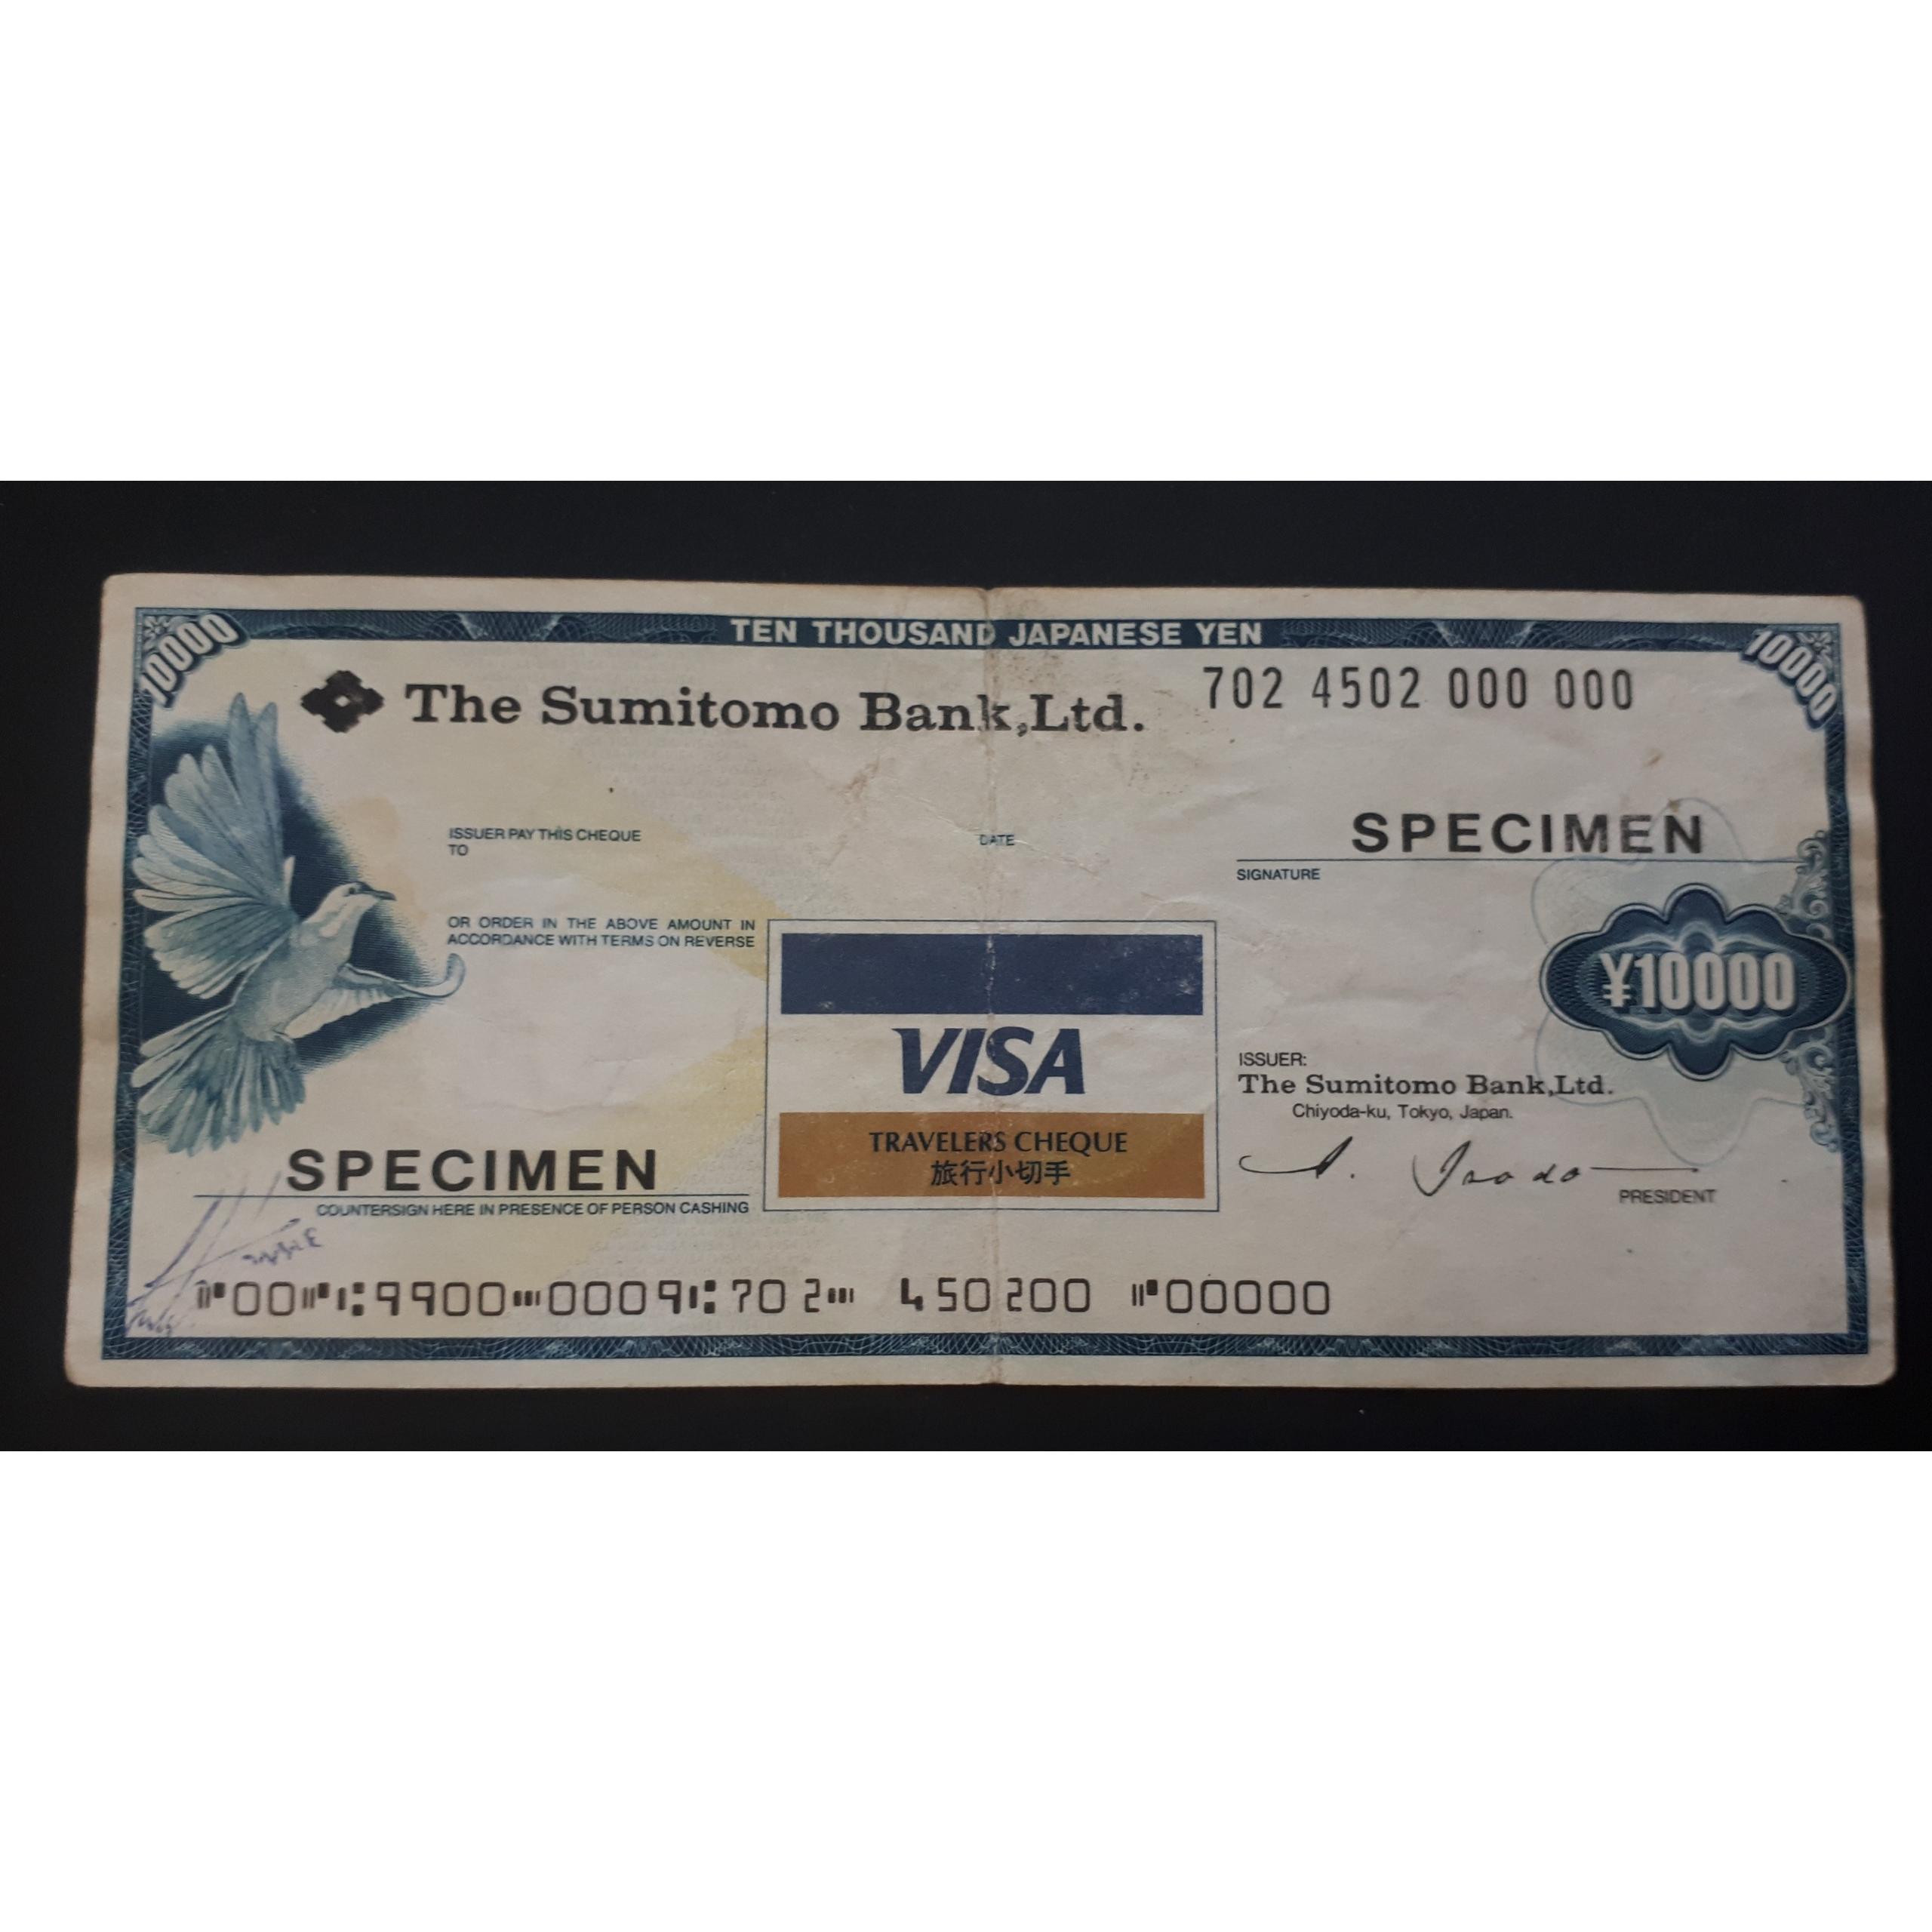 10000
TEN THOUSAND JAPANESE YEN
10000
The Sumitomo Bank,Ltd.
702 4502 000 000
ISSUER PAY THIS CHEQUE
TO
DATE
SPECIMEN
SIGNATURE
OR ORDER IN THE ABOVE AMOUNT IN
ACCORDANCE WITH TERMS ON REVERSE
¥10000
VISA
TRAVELERS CHEQUE
旅行小切手
ISSUER:
The Sumitomo Bank,Ltd.
Chiyoda-ku, Tokyo, Japan.
PRESIDENT
SPECIMEN
COUNTERSIGN HERE IN PRESENCE OF PERSON CASHING
⑈00⑈⑆9900⑉0009⑆702⑉ 450200 ⑈00000